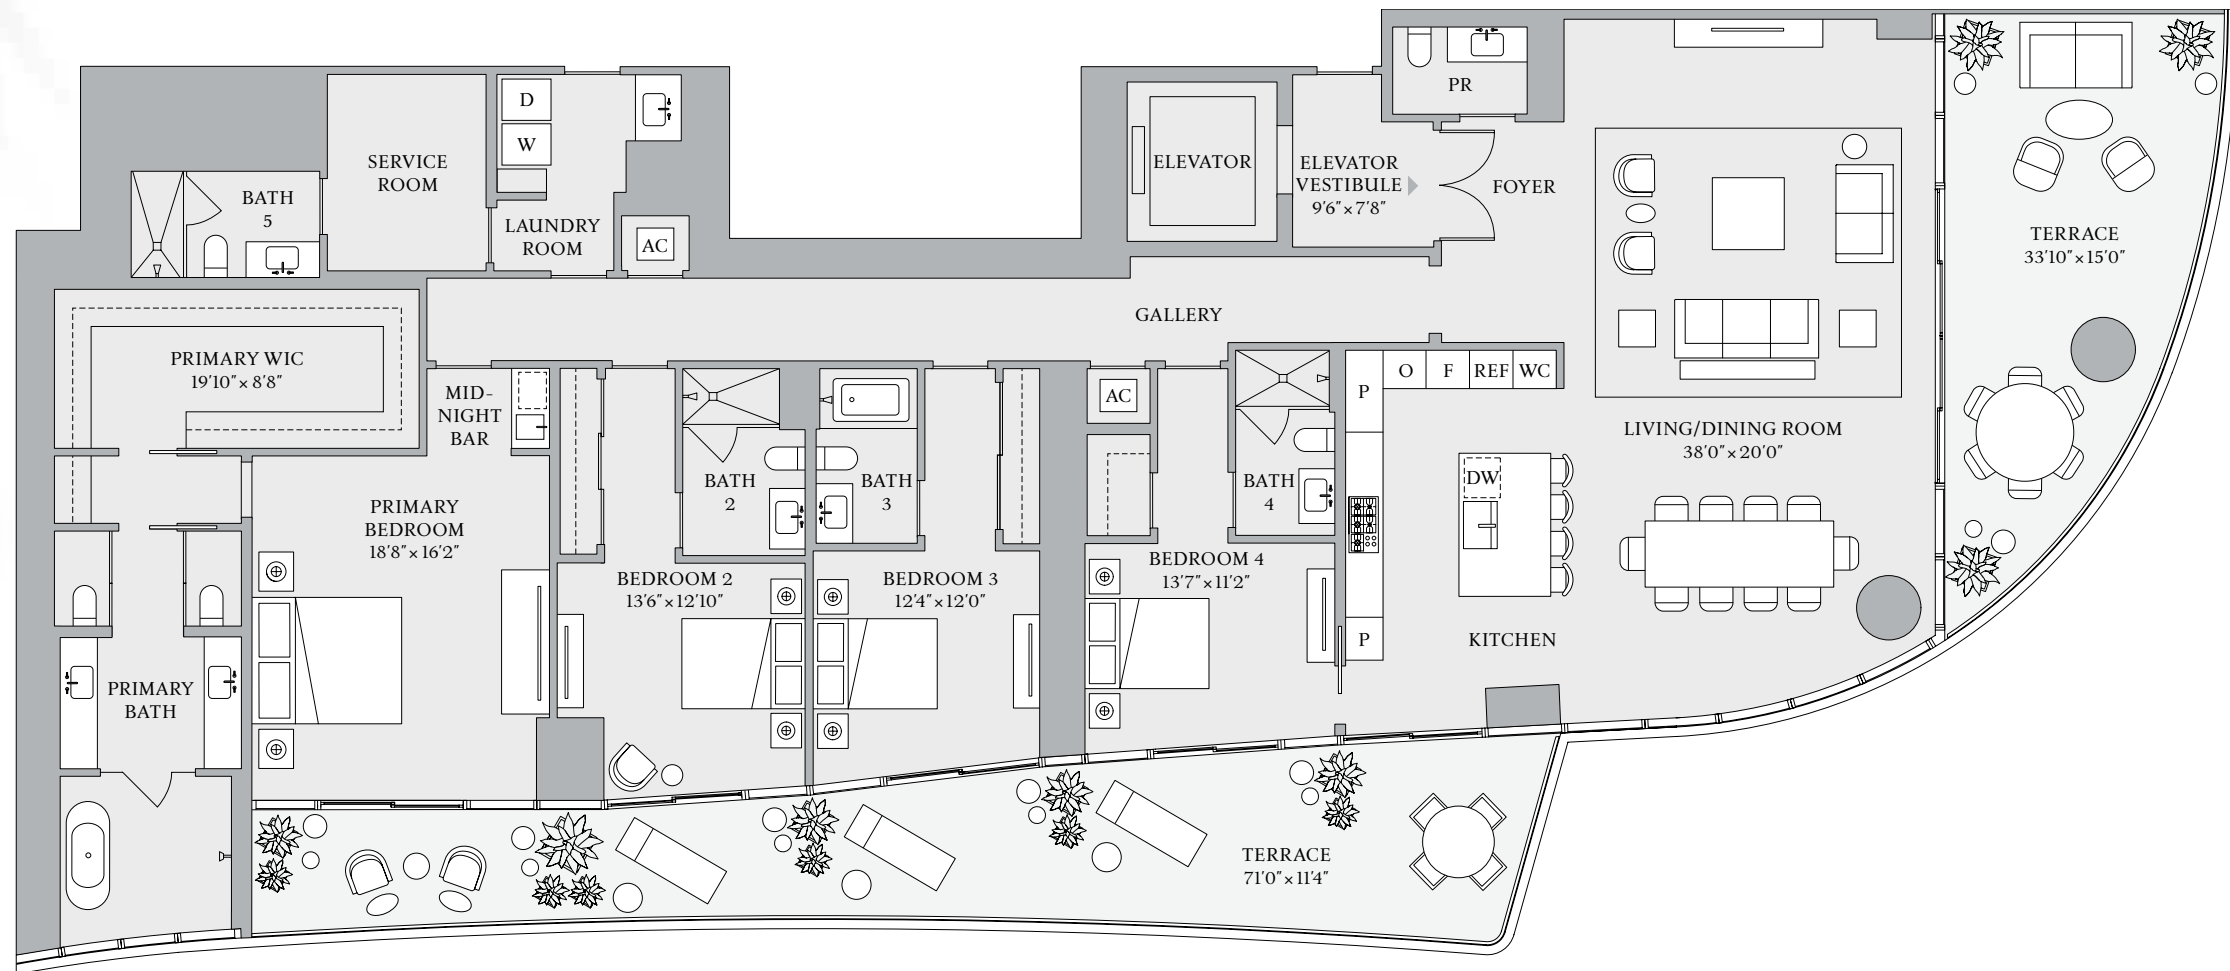 PR
D
W
SERVICE
ROOM
BATH
5
LAUNDRY
ROOM
AC
ELEVATOR
ELEVATOR
VESTIBULE
9'6"×7'8"
FOYER
TERRACE
33'10"×15'0"
GALLERY
PRIMARY WIC
19'10"×8'8"
MID-
NIGHT
BAR
AC
P
O
F
REF
WC
LIVING/DINING ROOM
38'0"×20'0"
PRIMARY
BEDROOM
18'8"×16'2"
BATH
2
BATH
3
BATH
4
DW
BEDROOM 2
13'6"×12'10"
BEDROOM 3
12'4"×12'0"
BEDROOM 4
13'7"×11'2"
P
KITCHEN
PRIMARY
BATH
TERRACE
71'0"×11'4"